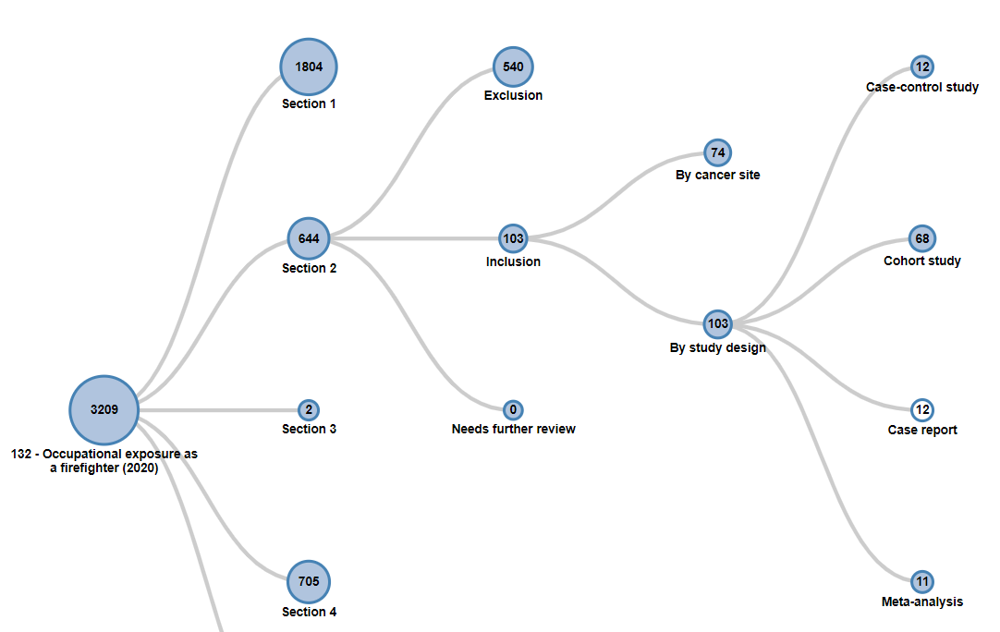 1804
Section 1
540
Exclusion
12
Case-control study
74
By cancer site
644
Section 2
103
Inclusion
68
Cohort study
103
By study design
3209
132 - Occupational exposure as
a firefighter (2020)
2
Section 3
0
Needs further review
12
Case report
705
Section 4
11
Meta-analysis